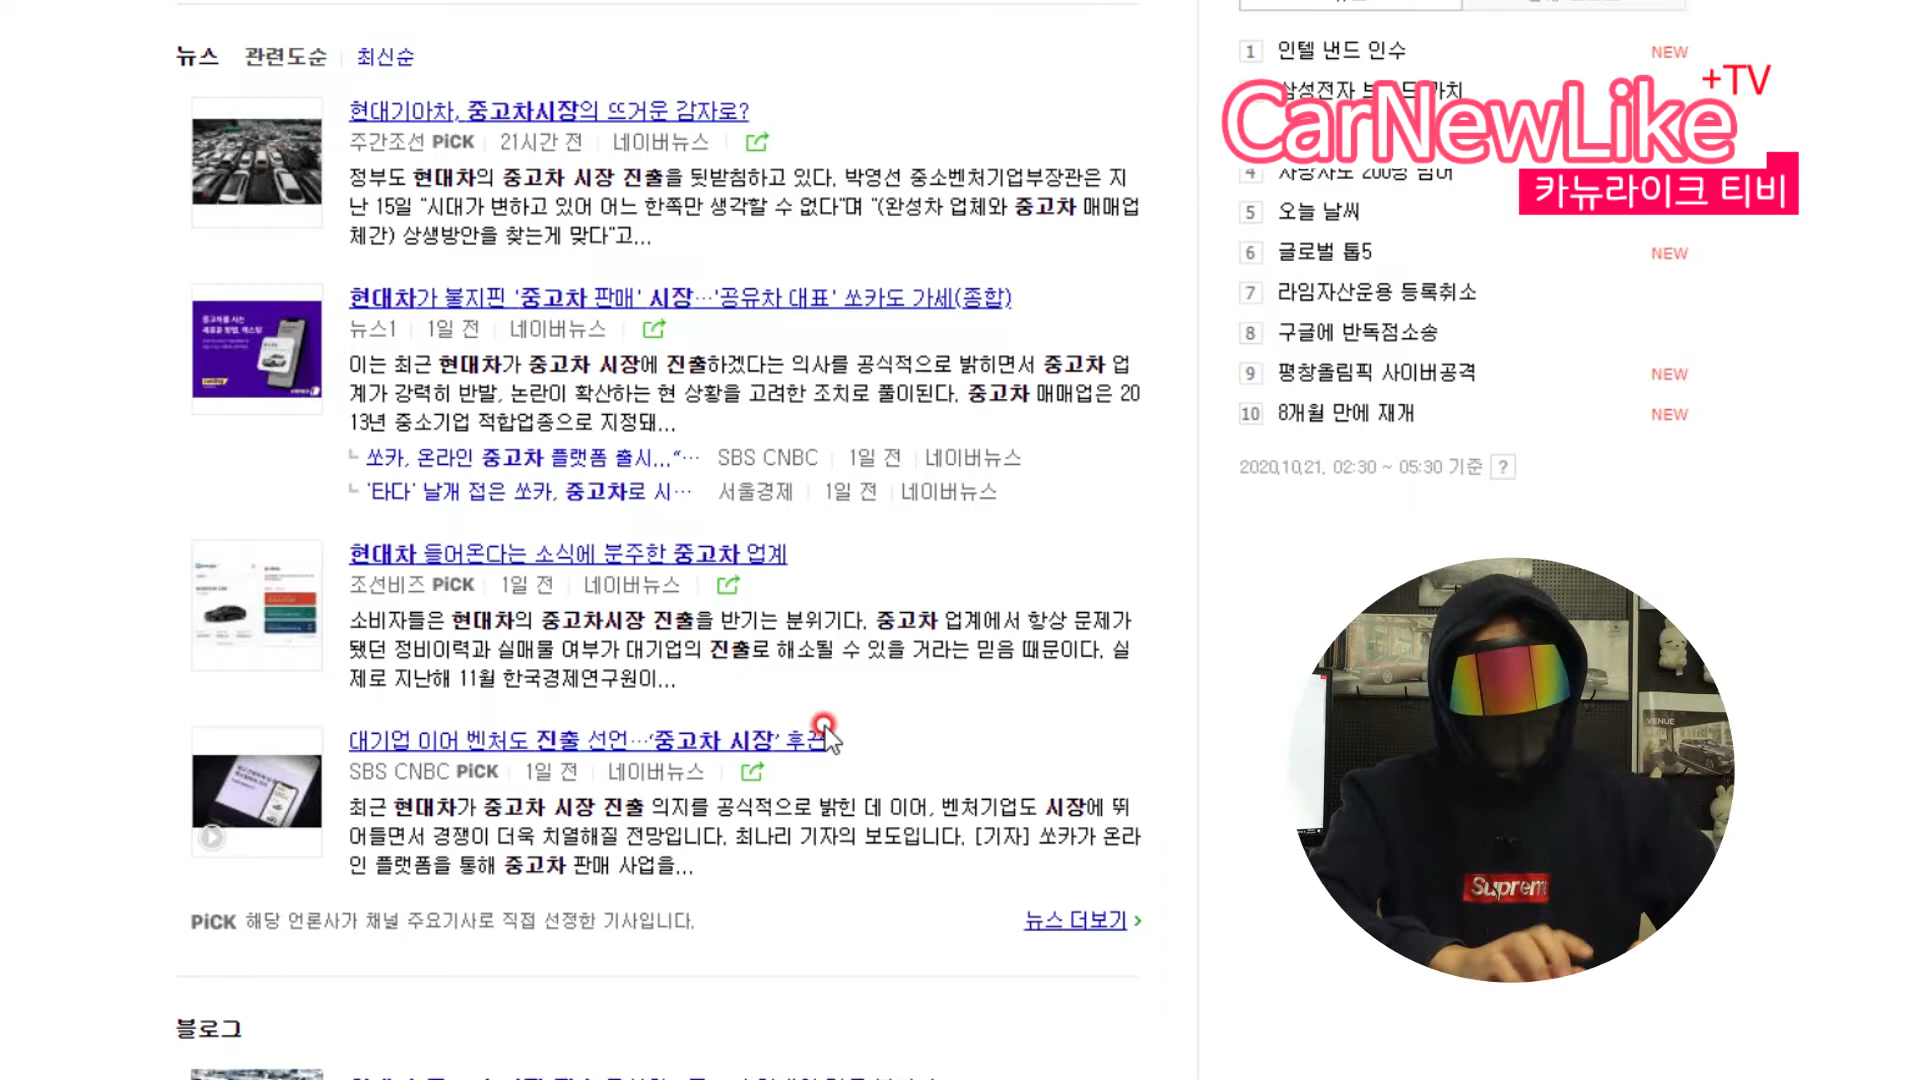 뉴스 관련도순 최신순
현대기아차, 중고차시장의 뜨거운 감자로?
주간조선 PiCK 21시간 전 네이버뉴스
정부도 현대차의 중고차 시장 진출을 뒷받침하고 있다. 박영선 중소벤처기업부장관은 지
난 15일 "시대가 변하고 있어 어느 한쪽만 생각할 수 없다"며 "(완성차 업체와 중고차 매매업
체간) 상생방안을 찾는게 맞다"고...
현대차가 불지핀 '중고차 판매' 시장…'공유차 대표' 쏘카도 가세(종합)
뉴스1 1일 전 네이버뉴스
이는 최근 현대차가 중고차 시장에 진출하겠다는 의사를 공식적으로 밝히면서 중고차 업
계가 강력히 반발, 논란이 확산하는 현 상황을 고려한 조치로 풀이된다. 중고차 매매업은 20
13년 중소기업 적합업종으로 지정돼...
쏘카, 온라인 중고차 플랫폼 출시..."… SBS CNBC 1일 전 네이버뉴스
'타다' 날개 접은 쏘카, 중고차로 시… 서울경제 1일 전 네이버뉴스
현대차 들어온다는 소식에 분주한 중고차 업계
조선비즈 PiCK 1일 전 네이버뉴스
소비자들은 현대차의 중고차시장 진출을 반기는 분위기다. 중고차 업계에서 항상 문제가
됐던 정비이력과 실매물 여부가 대기업의 진출로 해소될 수 있을 거라는 믿음 때문이다. 실
제로 지난해 11월 한국경제연구원이...
대기업 이어 벤처도 진출 선언…'중고차 시장' 후끈
SBS CNBC PiCK 1일 전 네이버뉴스
최근 현대차가 중고차 시장 진출 의지를 공식적으로 밝힌 데 이어, 벤처기업도 시장에 뛰
어들면서 경쟁이 더욱 치열해질 전망입니다. 최나리 기자의 보도입니다. [기자] 쏘카가 온라
인 플랫폼을 통해 중고차 판매 사업을...
PiCK 해당 언론사가 채널 주요기사로 직접 선정한 기사입니다.
뉴스 더보기
블로그
1 인텔 낸드 인수 NEW
삼성전자
CarNewLike +TV
카뉴라이크 티비
4
5 오늘 날씨
6 글로벌 톱5 NEW
7 라임자산운용 등록취소
8 구글에 반독점소송
9 평창올림픽 사이버공격 NEW
10 8개월 만에 재개 NEW
2020.10.21. 02:30 ~ 05:30 기준 ?
VENUE
Suprem